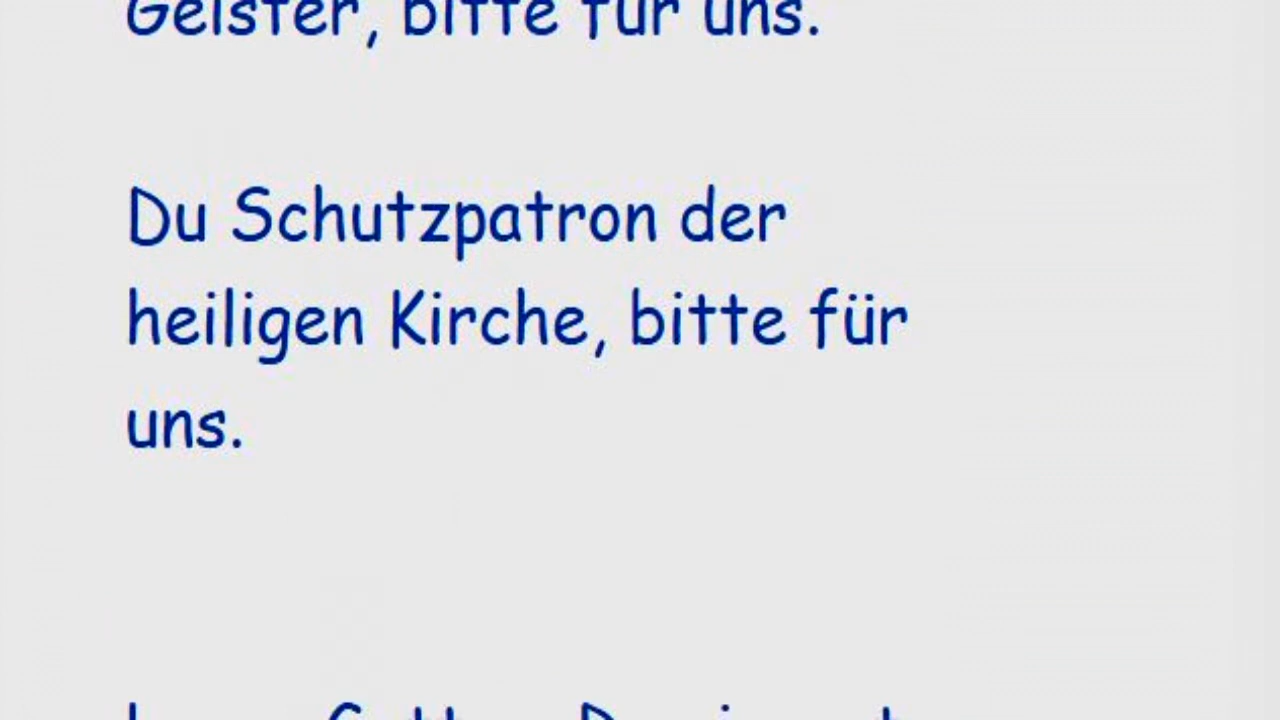 Geister, bitte für uns.
Du Schutzpatron der
heiligen Kirche, bitte für
uns.